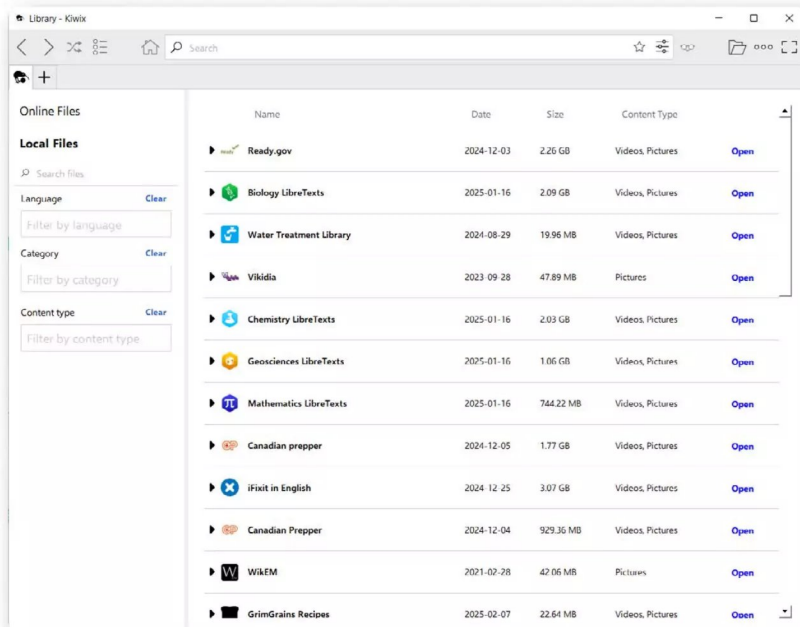 Library - Kiwix
Search
Online Files
Local Files
Search files
Language Clear
Filter by language
Category Clear
Filter by category
Content type Clear
Filter by content type
Name Date Size Content Type
Ready.gov 2024-12-03 2.26 GB Videos, Pictures Open
Biology LibreTexts 2025-01-16 2.09 GB Videos, Pictures Open
Water Treatment Library 2024-08-29 19.96 MB Videos, Pictures Open
Vikidia 2023-09-28 47.89 MB Pictures Open
Chemistry LibreTexts 2025-01-16 2.03 GB Videos, Pictures Open
Geosciences LibreTexts 2025-01-16 1.06 GB Videos, Pictures Open
Mathematics LibreTexts 2025-01-16 744.22 MB Videos, Pictures Open
Canadian prepper 2024-12-05 1.77 GB Videos, Pictures Open
iFixit in English 2024-12-25 3.07 GB Videos, Pictures Open
Canadian Prepper 2024-12-04 929.36 MB Videos, Pictures Open
W WikEM 2021-02-28 42.06 MB Pictures Open
GrimGrains Recipes 2025-02-07 22.64 MB Videos, Pictures Open